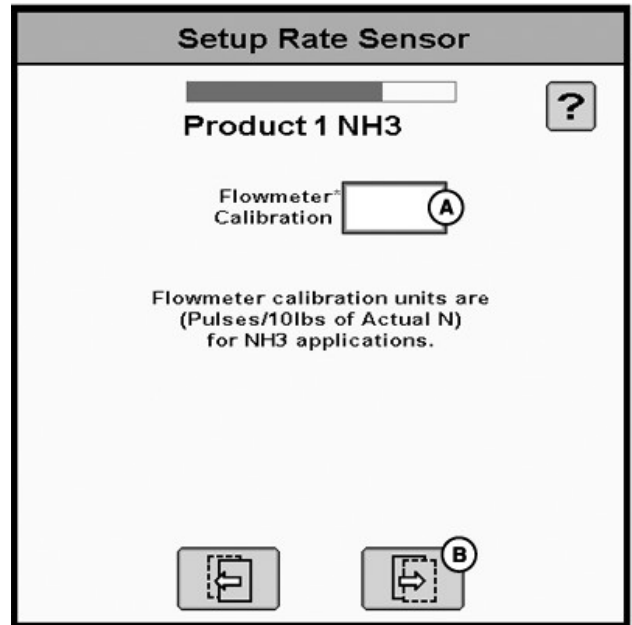 Setup Rate Sensor
?
Product 1 NH3
Flowmeter*
Calibration
A
Flowmeter calibration units are
(Pulses/10lbs of Actual N)
for NH3 applications.
B